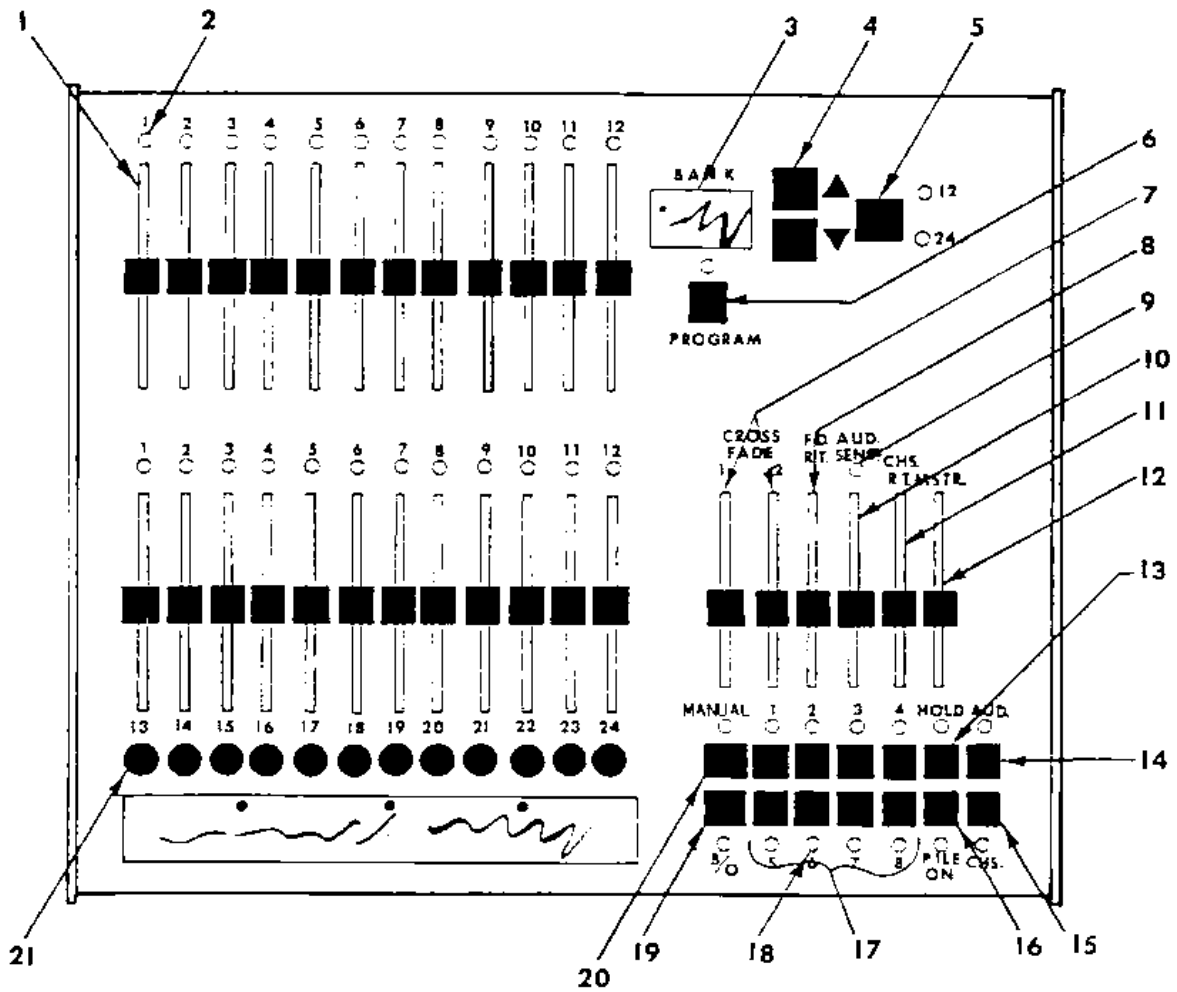 1 2 3 4 5
1 2 3 4 5 6 7 8 9 10 11 12
BANK
12
24
6
7
8
9
10
11
12
13
14
PROGRAM
1 2 3 4 5 6 7 8 9 10 11 12
CROSS FADE
1 2
F.D. AUD.
RT. SENS.
CHS.
RT. MSTR.
13 14 15 16 17 18 19 20 21 22 23 24
MANUAL 1 2 3 4 HOLD AUD.
B/O 5 6 7 8 PILE ON CHS.
21 20 19 18 17 16 15